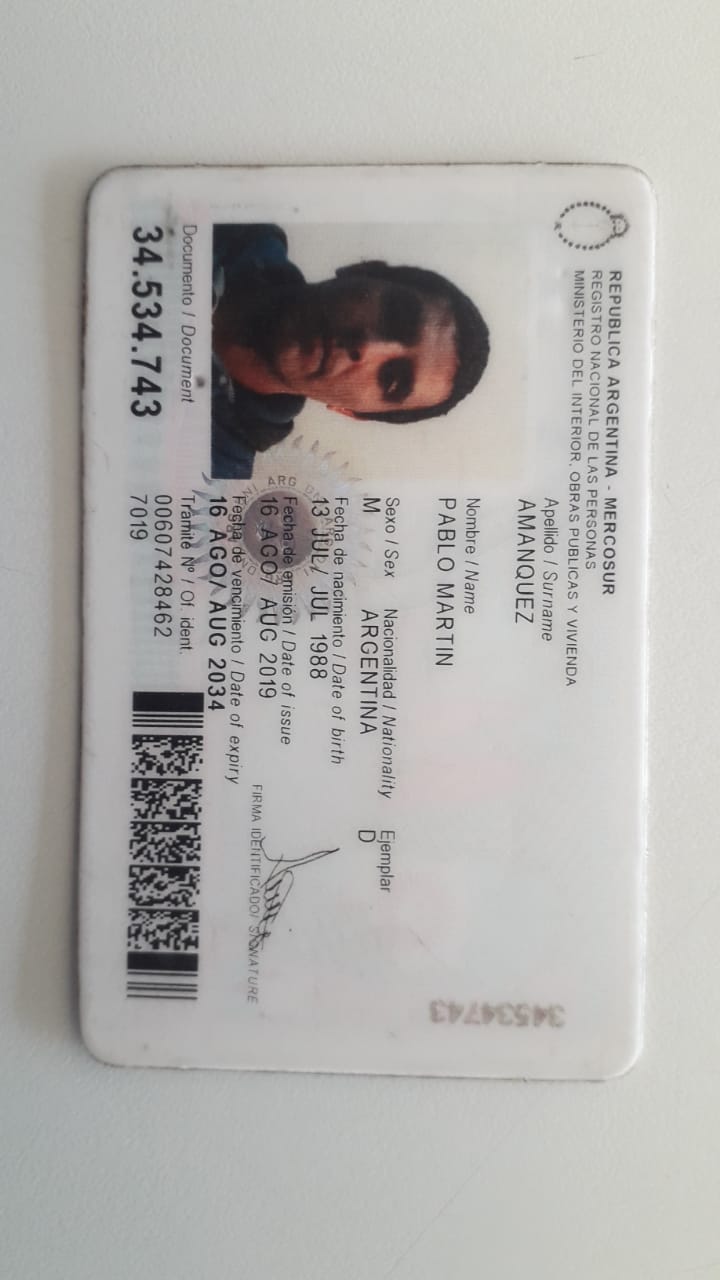 REPUBLICA ARGENTINA - MERCOSUR
REGISTRO NACIONAL DE LAS PERSONAS
MINISTERIO DEL INTERIOR, OBRAS PUBLICAS Y VIVIENDA
Apellido / Surname
AMANQUEZ
Nombre / Name
PABLO MARTIN
Sexo / Sex Nacionalidad / Nationality Ejemplar
M ARGENTINA D
Fecha de nacimiento / Date of birth
13 JUL/ JUL 1988
Fecha de emisión / Date of issue
16 AGO/ AUG 2019
Fecha de vencimiento / Date of expiry
16 AGO/ AUG 2034
FIRMA IDENTIFICADO/ SIGNATURE
Documento / Document
34.534.743
Trámite Nº / Of. ident.
00607428462
7019
34534743